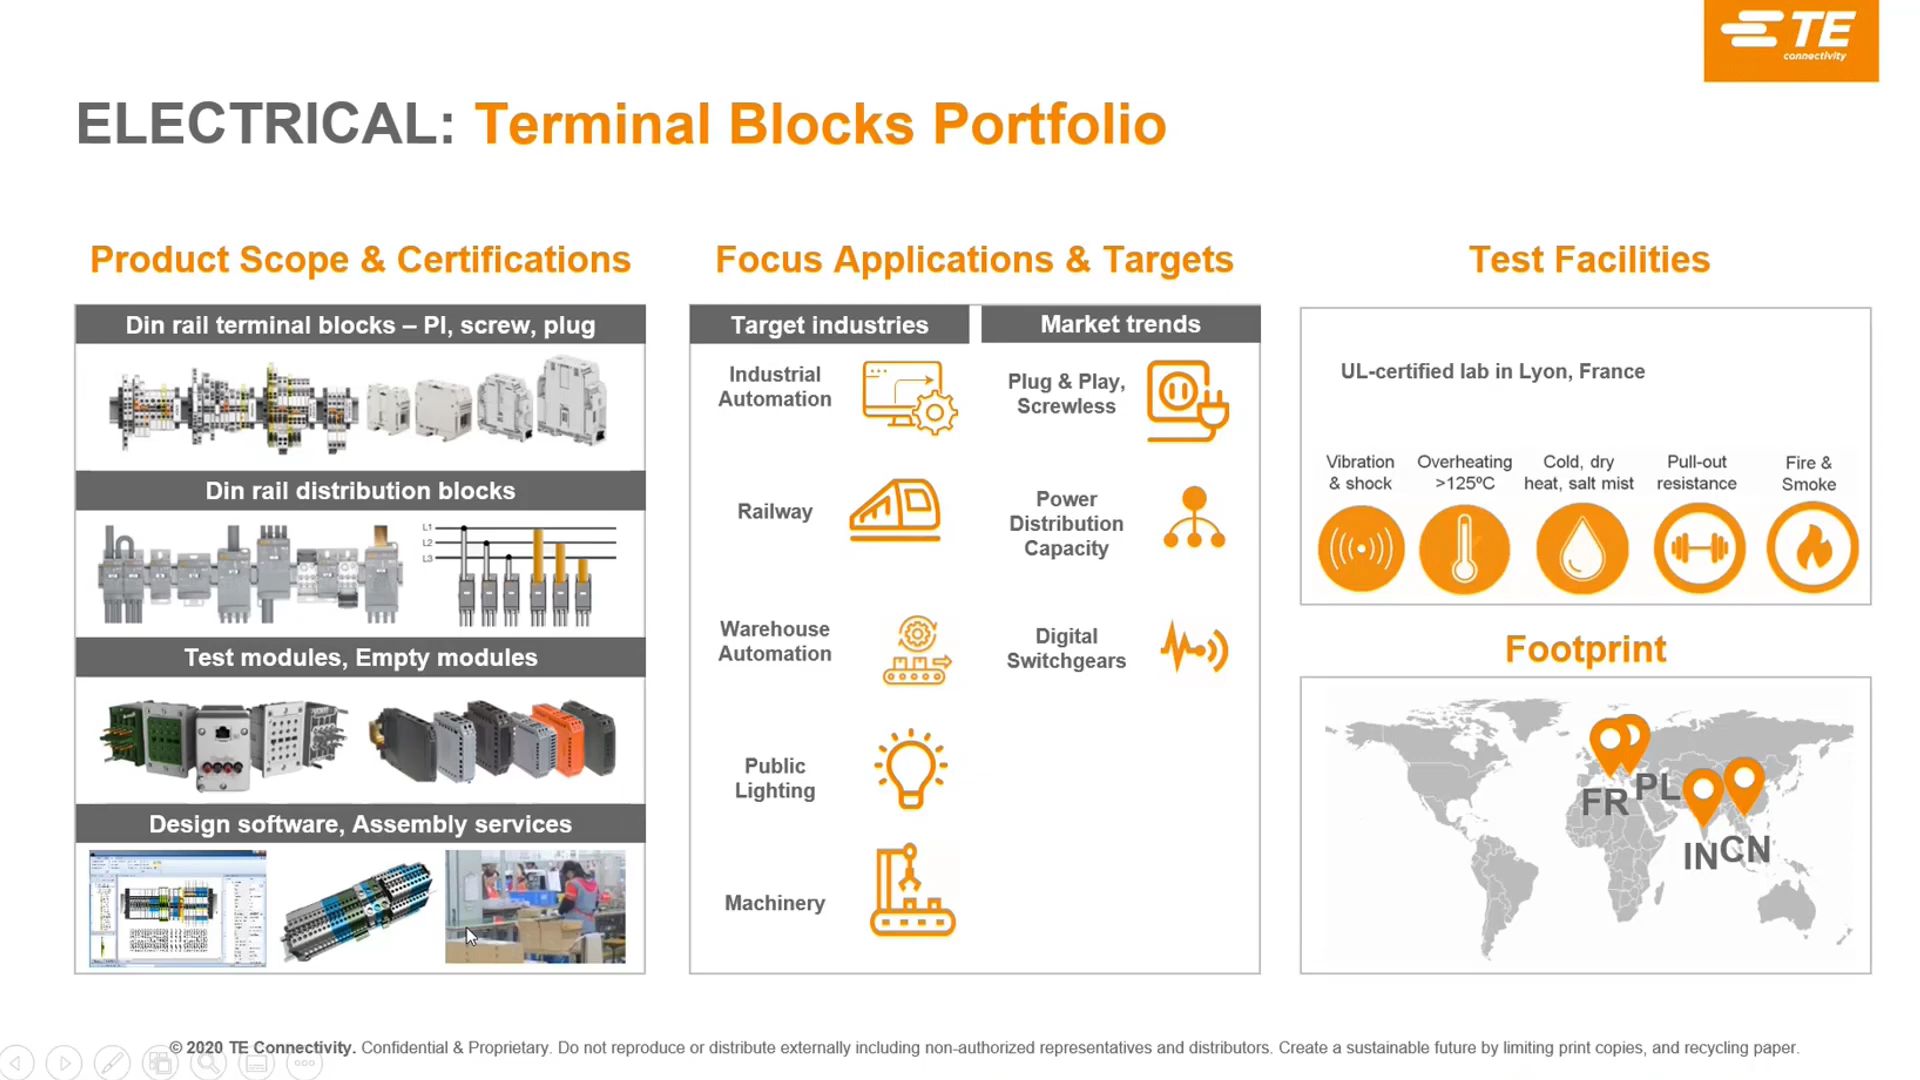 TE
connectivity
ELECTRICAL: Terminal Blocks Portfolio
Product Scope & Certifications
Din rail terminal blocks – PI, screw, plug
Din rail distribution blocks
L1
L2
L3
Test modules, Empty modules
Design software, Assembly services
Focus Applications & Targets
Target industries
Industrial
Automation
Railway
Warehouse
Automation
Public
Lighting
Machinery
Market trends
Plug & Play,
Screwless
Power
Distribution
Capacity
Digital
Switchgears
Test Facilities
UL-certified lab in Lyon, France
Vibration
& shock
Overheating
>125ºC
Cold, dry
heat, salt mist
Pull-out
resistance
Fire &
Smoke
Footprint
FR
PL
IN
CN
© 2020 TE Connectivity. Confidential & Proprietary. Do not reproduce or distribute externally including non-authorized representatives and distributors. Create a sustainable future by limiting print copies, and recycling paper.